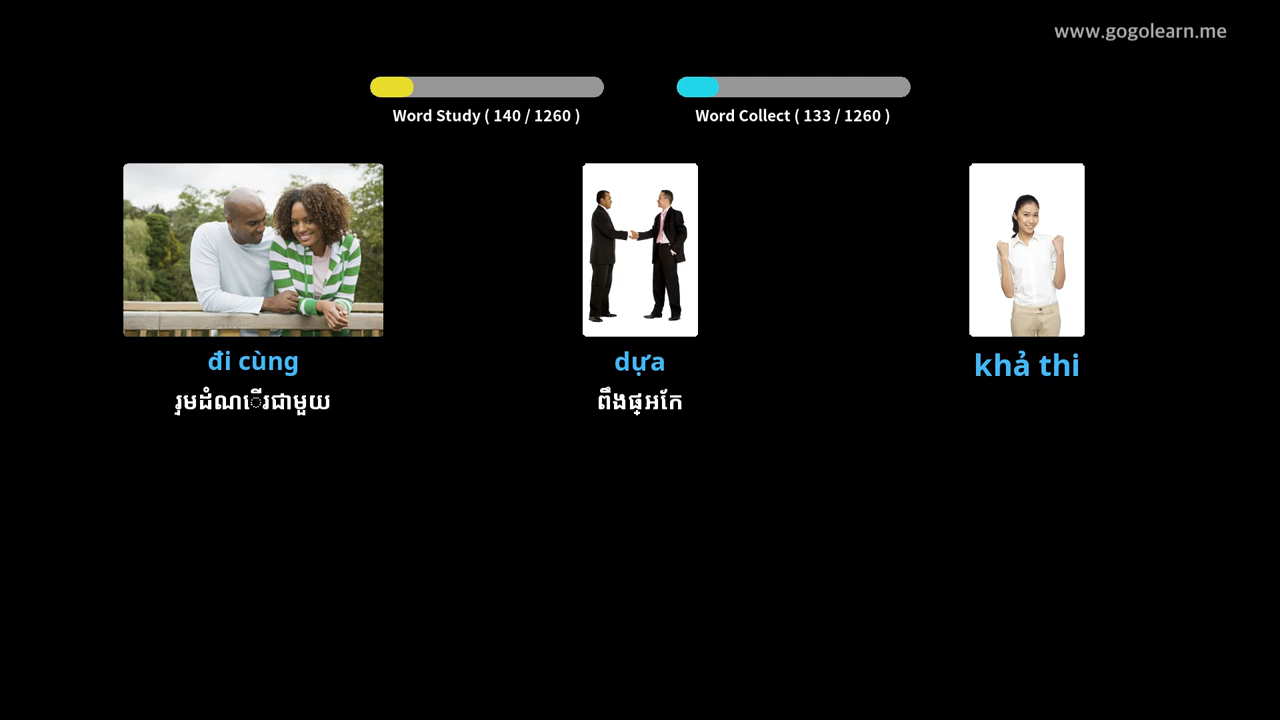 www.gogolearn.me
Word Study ( 140 / 1260 )
Word Collect ( 133 / 1260 )
đi cùng
រួមដំណើរជាមួយ
dựa
ពឹងផ្អែក
khả thi